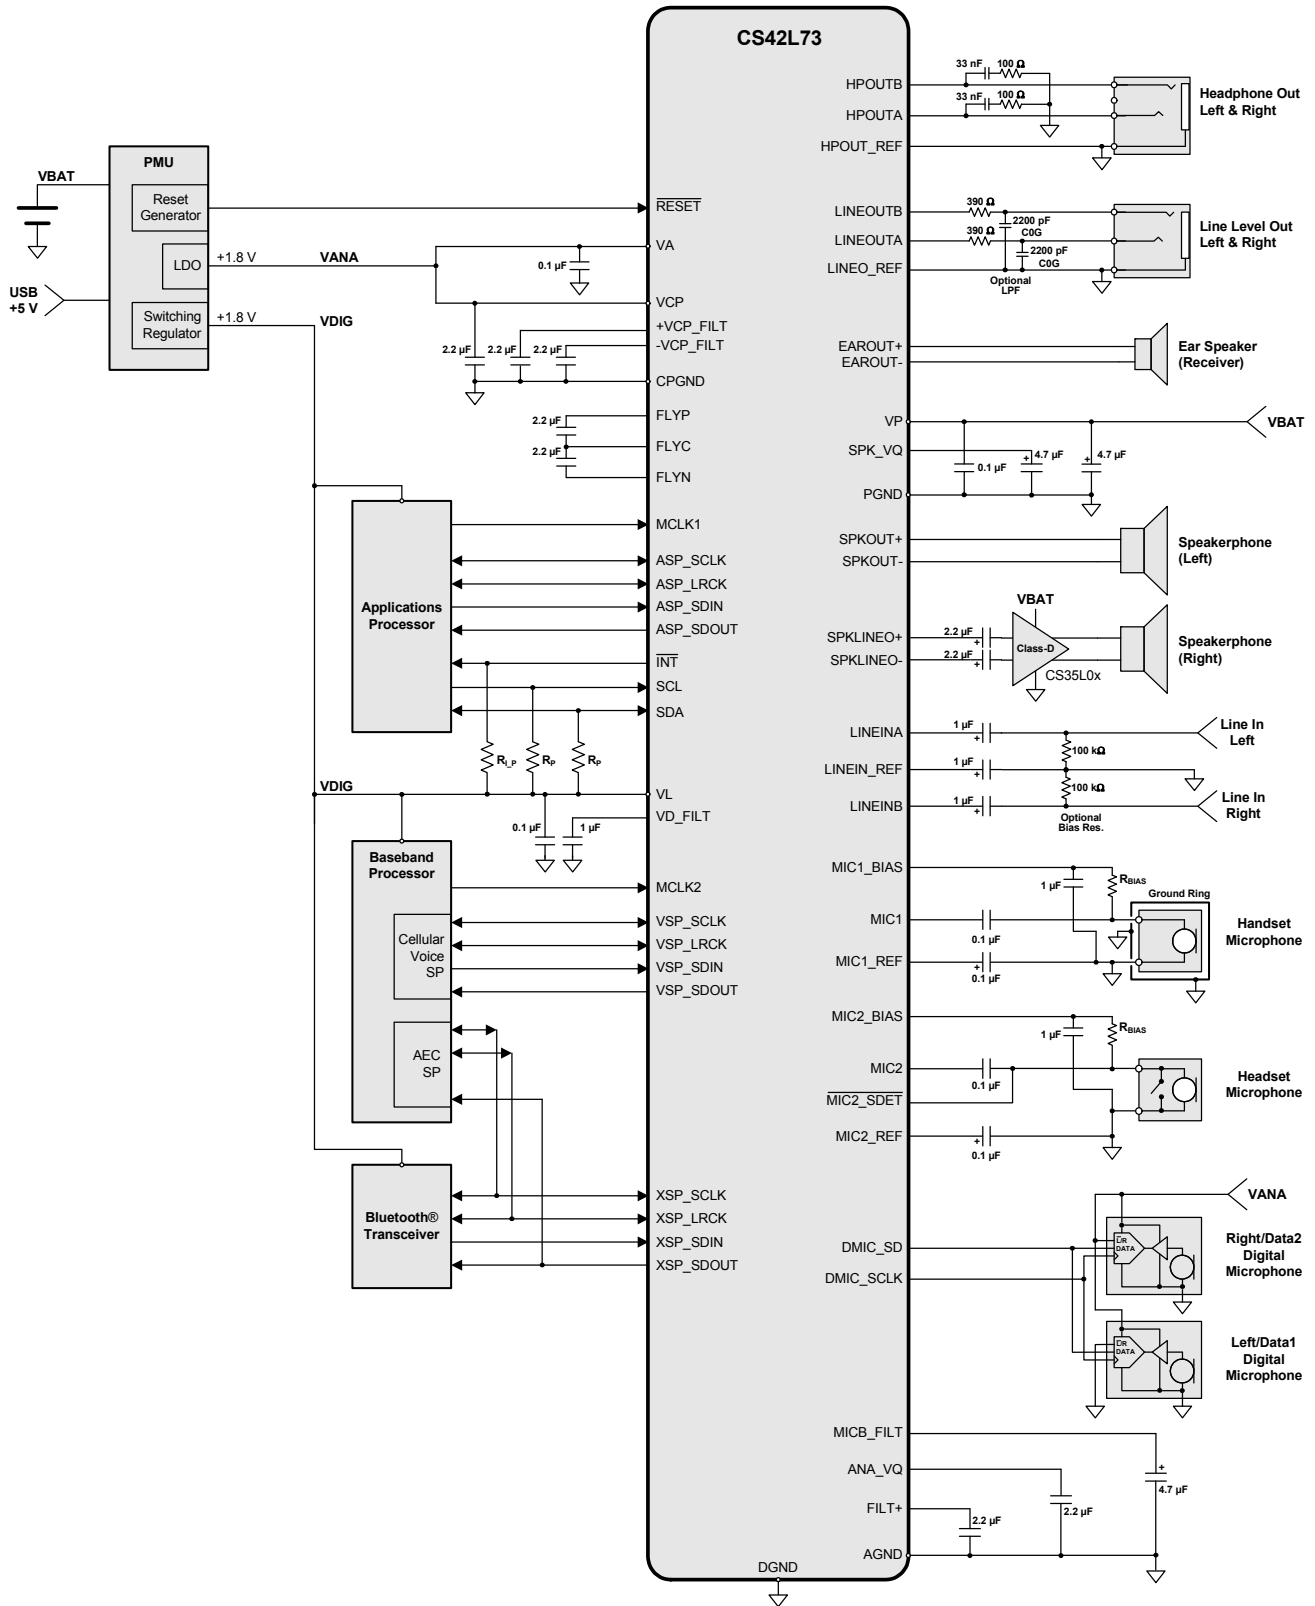 CS42L73
PMU
VBAT
Reset
Generator
LDO
+1.8 V
VANA
USB
+5 V
Switching
Regulator
+1.8 V
VDIG
0.1 µF
2.2 µF
2.2 µF
2.2 µF
2.2 µF
2.2 µF
Applications
Processor
R_I_P
R_P
R_P
VDIG
0.1 µF
1 µF
Baseband
Processor
Cellular
Voice
SP
AEC
SP
Bluetooth®
Transceiver
RESET
VA
VCP
+VCP_FILT
-VCP_FILT
CPGND
FLYP
FLYC
FLYN
MCLK1
ASP_SCLK
ASP_LRCK
ASP_SDIN
ASP_SDOUT
INT
SCL
SDA
VL
VD_FILT
MCLK2
VSP_SCLK
VSP_LRCK
VSP_SDIN
VSP_SDOUT
XSP_SCLK
XSP_LRCK
XSP_SDIN
XSP_SDOUT
DGND
HPOUTB
HPOUTA
HPOUT_REF
LINEOUTB
LINEOUTA
LINEO_REF
EAROUT+
EAROUT-
VP
SPK_VQ
PGND
SPKOUT+
SPKOUT-
SPKLINEO+
SPKLINEO-
LINEINA
LINEIN_REF
LINEINB
MIC1_BIAS
MIC1
MIC1_REF
MIC2_BIAS
MIC2
MIC2_SDET
MIC2_REF
DMIC_SD
DMIC_SCLK
MICB_FILT
ANA_VQ
FILT+
AGND
33 nF
100 Ω
33 nF
100 Ω
Headphone Out
Left & Right
390 Ω
2200 pF
C0G
390 Ω
2200 pF
C0G
Optional
LPF
Line Level Out
Left & Right
Ear Speaker
(Receiver)
VBAT
0.1 µF
+
4.7 µF
+
4.7 µF
Speakerphone
(Left)
VBAT
2.2 µF
+
2.2 µF
+
Class-D
CS35L0x
Speakerphone
(Right)
1 µF
+
100 kΩ
1 µF
+
100 kΩ
1 µF
+
Optional
Bias Res.
Line In
Left
Line In
Right
1 µF
R_BIAS
Ground Ring
0.1 µF
+
0.1 µF
Handset
Microphone
1 µF
R_BIAS
0.1 µF
+
0.1 µF
Headset
Microphone
VANA
L/R
DATA
Right/Data2
Digital
Microphone
L/R
DATA
Left/Data1
Digital
Microphone
+
4.7 µF
2.2 µF
2.2 µF